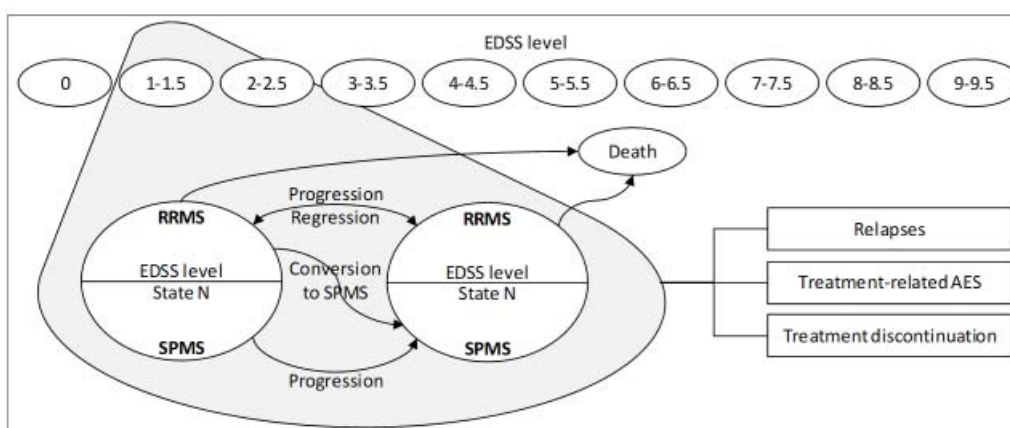 EDSS level
0
1-1.5
2-2.5
3-3.5
4-4.5
5-5.5
6-6.5
7-7.5
8-8.5
9-9.5
Death
Progression
Regression
RRMS
RRMS
EDSS level
State N
Conversion
to SPMS
EDSS level
State N
SPMS
SPMS
Progression
Relapses
Treatment-related AES
Treatment discontinuation